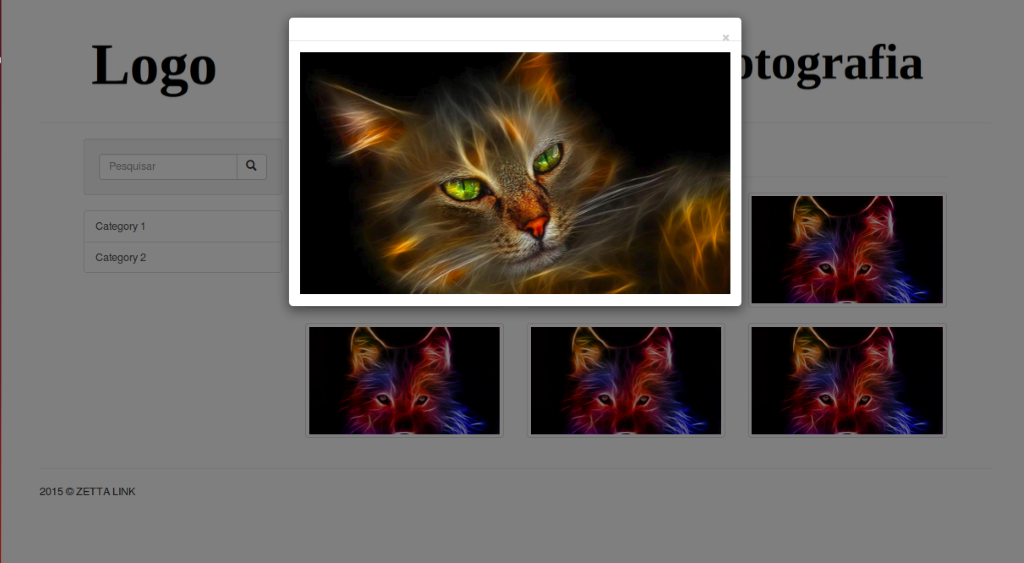 Logo
otografia
×
Pesquisar
Category 1
Category 2
2015 © ZETTA LINK